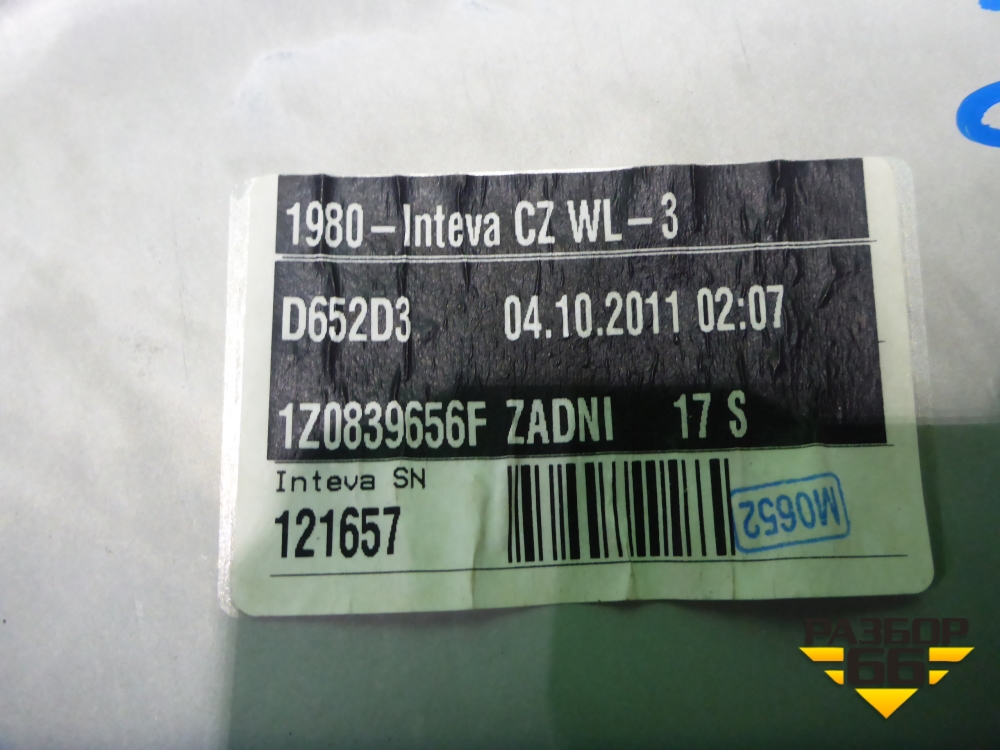 1980-Inteva CZ WL-3
D652D3 04.10.2011 02:07
1Z0839656F ZADNI 17 S
Inteva SN
121657
M0652
РАЗБОР
66